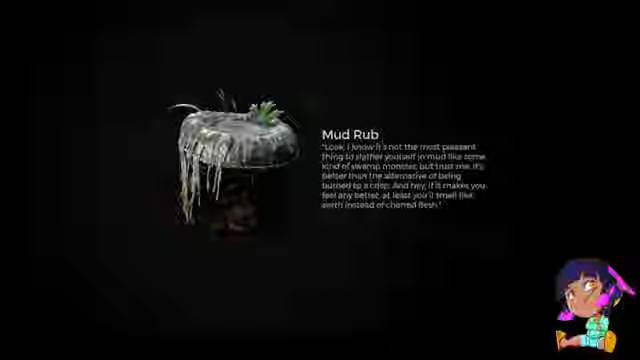 Mud Rub
"Look, I know it's not the most pleasant
thing to slather yourself in mud like some
kind of swamp monster, but trust me, it's
better than the alternative of being
burned to a crisp. And hey, if it makes you
feel any better, at least you'll smell like
earth instead of charred flesh."